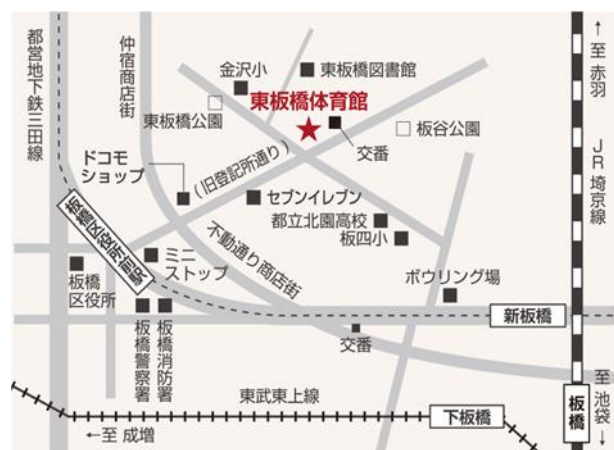 都営地下鉄三田線
仲宿商店街
金沢小
東板橋図書館
東板橋体育館
東板橋公園
交番
板谷公園
↑至 赤羽
JR埼京線
ドコモ
ショップ
(旧登記所通り)
セブンイレブン
都立北園高校
板四小
板橋区役所前駅
ミニ
ストップ
不動通り商店街
板橋
区役所
ボウリング場
新板橋
板橋警察署
板橋消防署
交番
東武東上線
下板橋
板橋
至 池袋↓
←至 成増